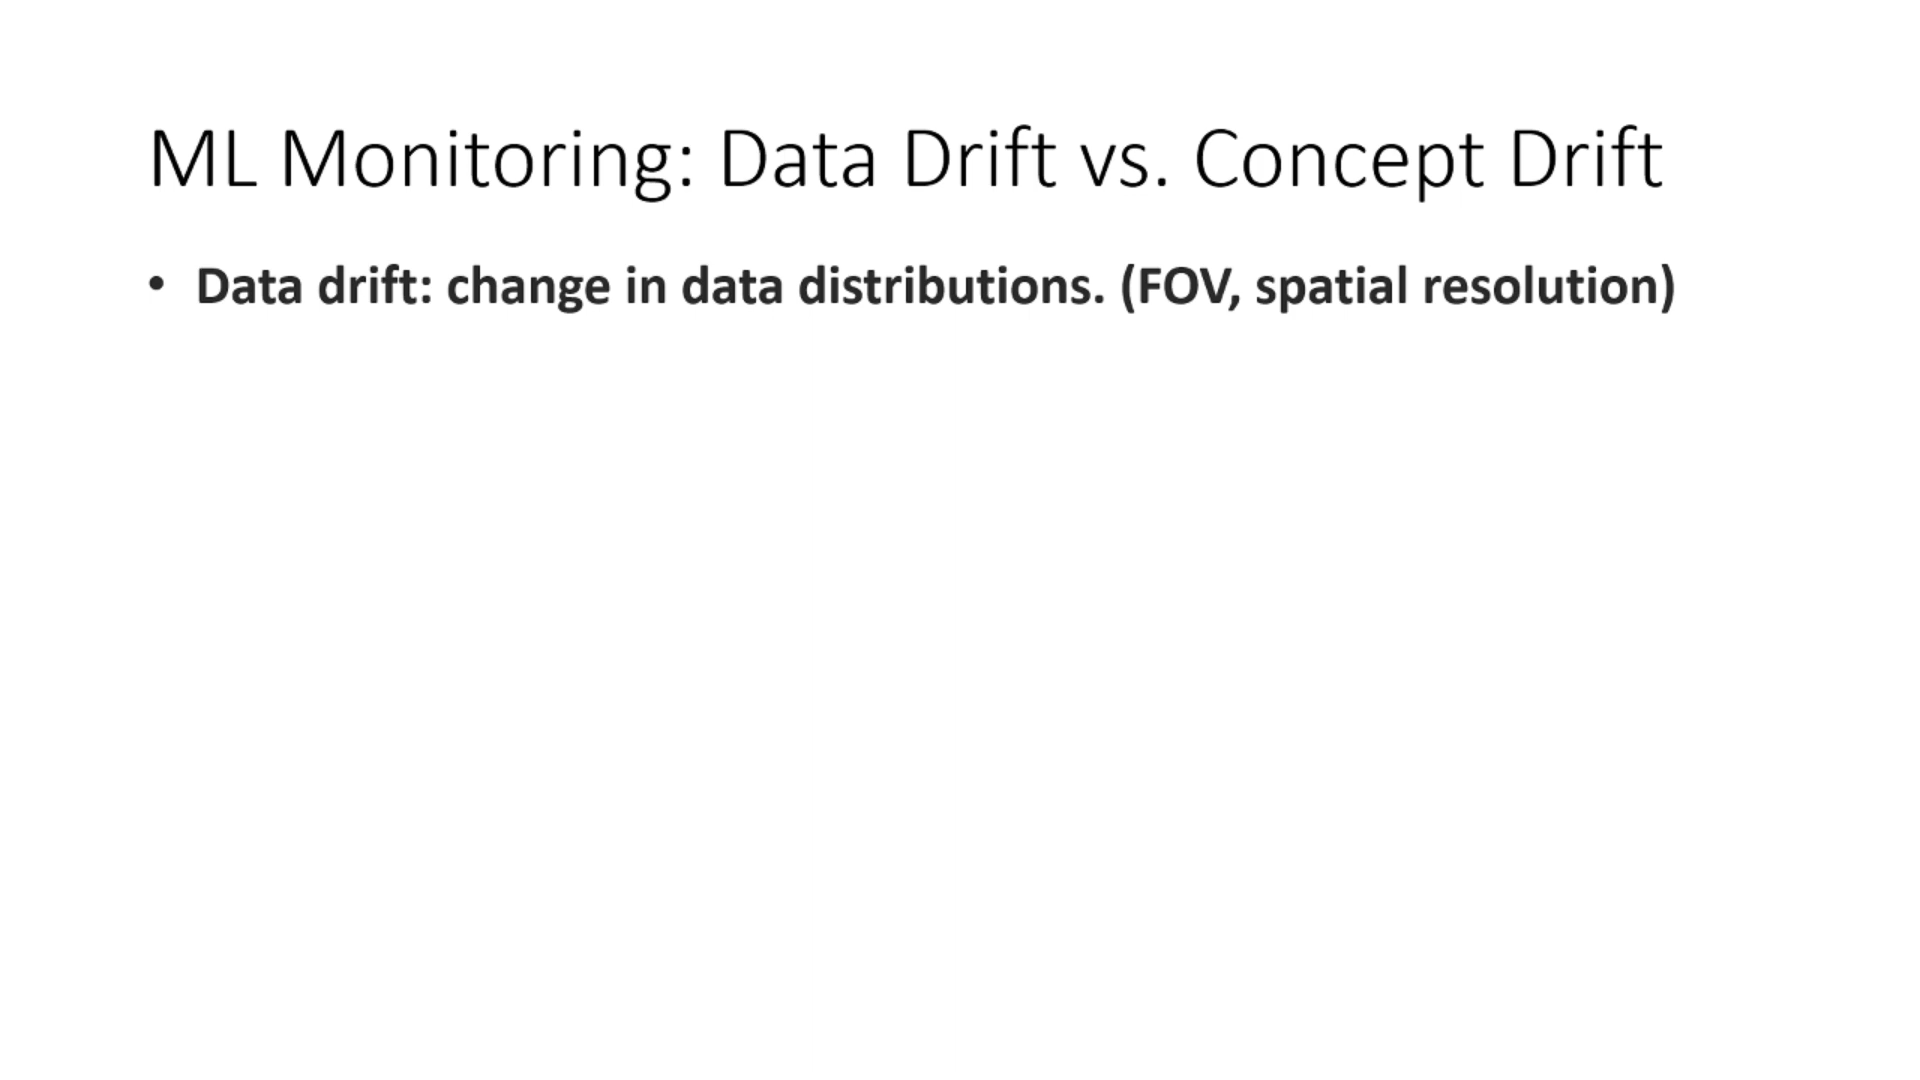 ML Monitoring: Data Drift vs. Concept Drift
• Data drift: change in data distributions. (FOV, spatial resolution)